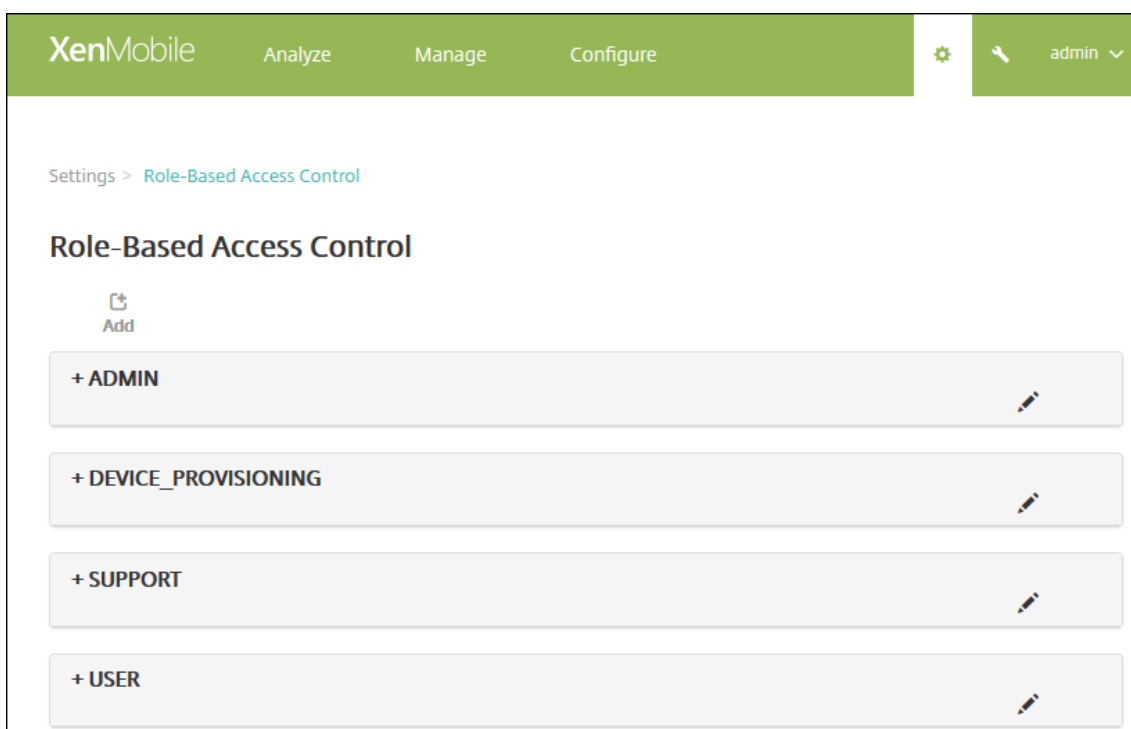 XenMobile Analyze Manage Configure admin
Settings > Role-Based Access Control
Role-Based Access Control
Add
+ ADMIN
+ DEVICE_PROVISIONING
+ SUPPORT
+ USER